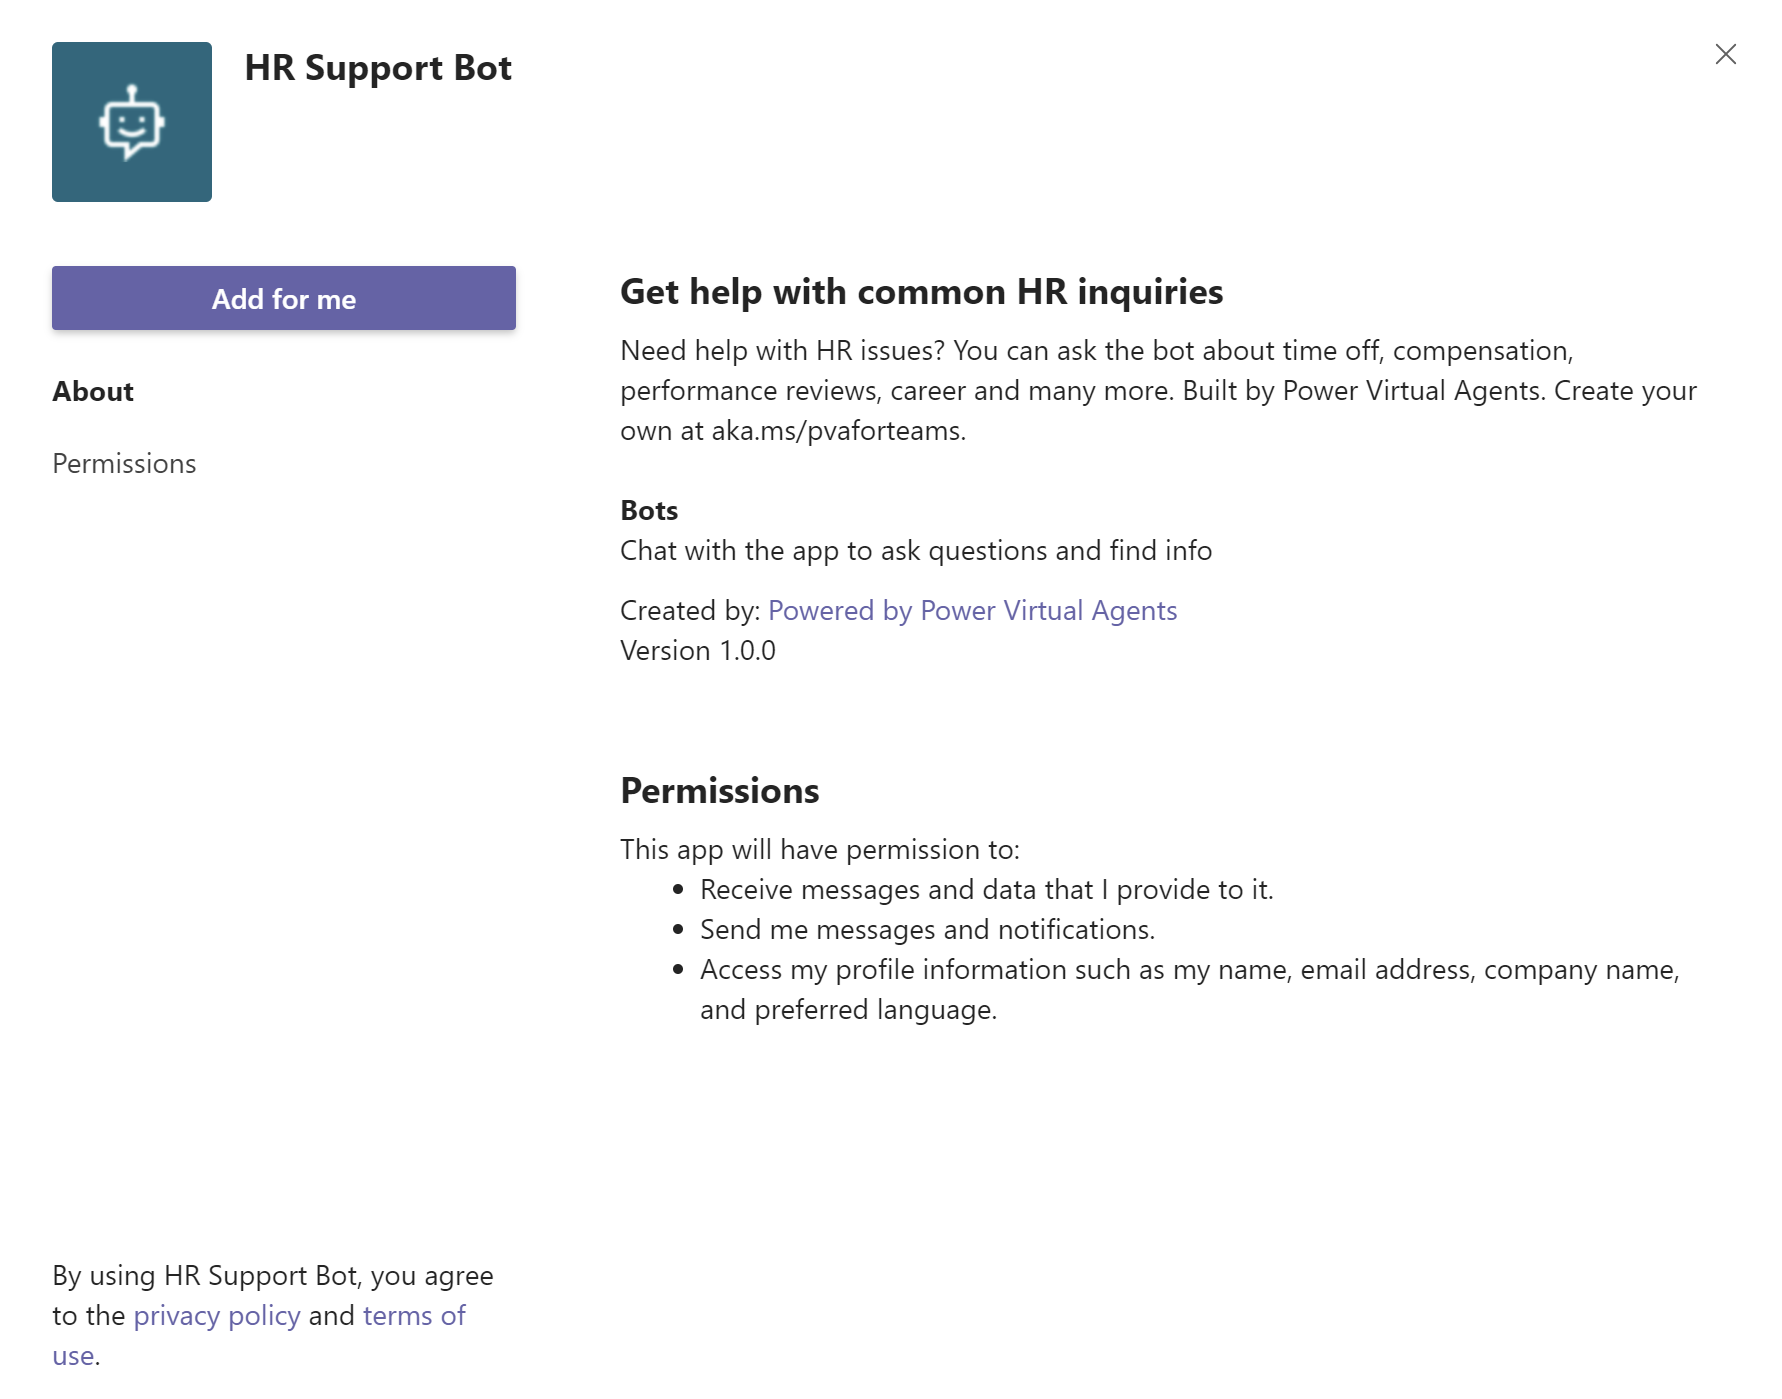 HR Support Bot
Add for me
About
Permissions
Get help with common HR inquiries
Need help with HR issues? You can ask the bot about time off, compensation,
performance reviews, career and many more. Built by Power Virtual Agents. Create your
own at aka.ms/pvaforteams.
Bots
Chat with the app to ask questions and find info
Created by: Powered by Power Virtual Agents
Version 1.0.0
Permissions
This app will have permission to:
• Receive messages and data that I provide to it.
• Send me messages and notifications.
• Access my profile information such as my name, email address, company name,
and preferred language.
By using HR Support Bot, you agree
to the privacy policy and terms of
use.